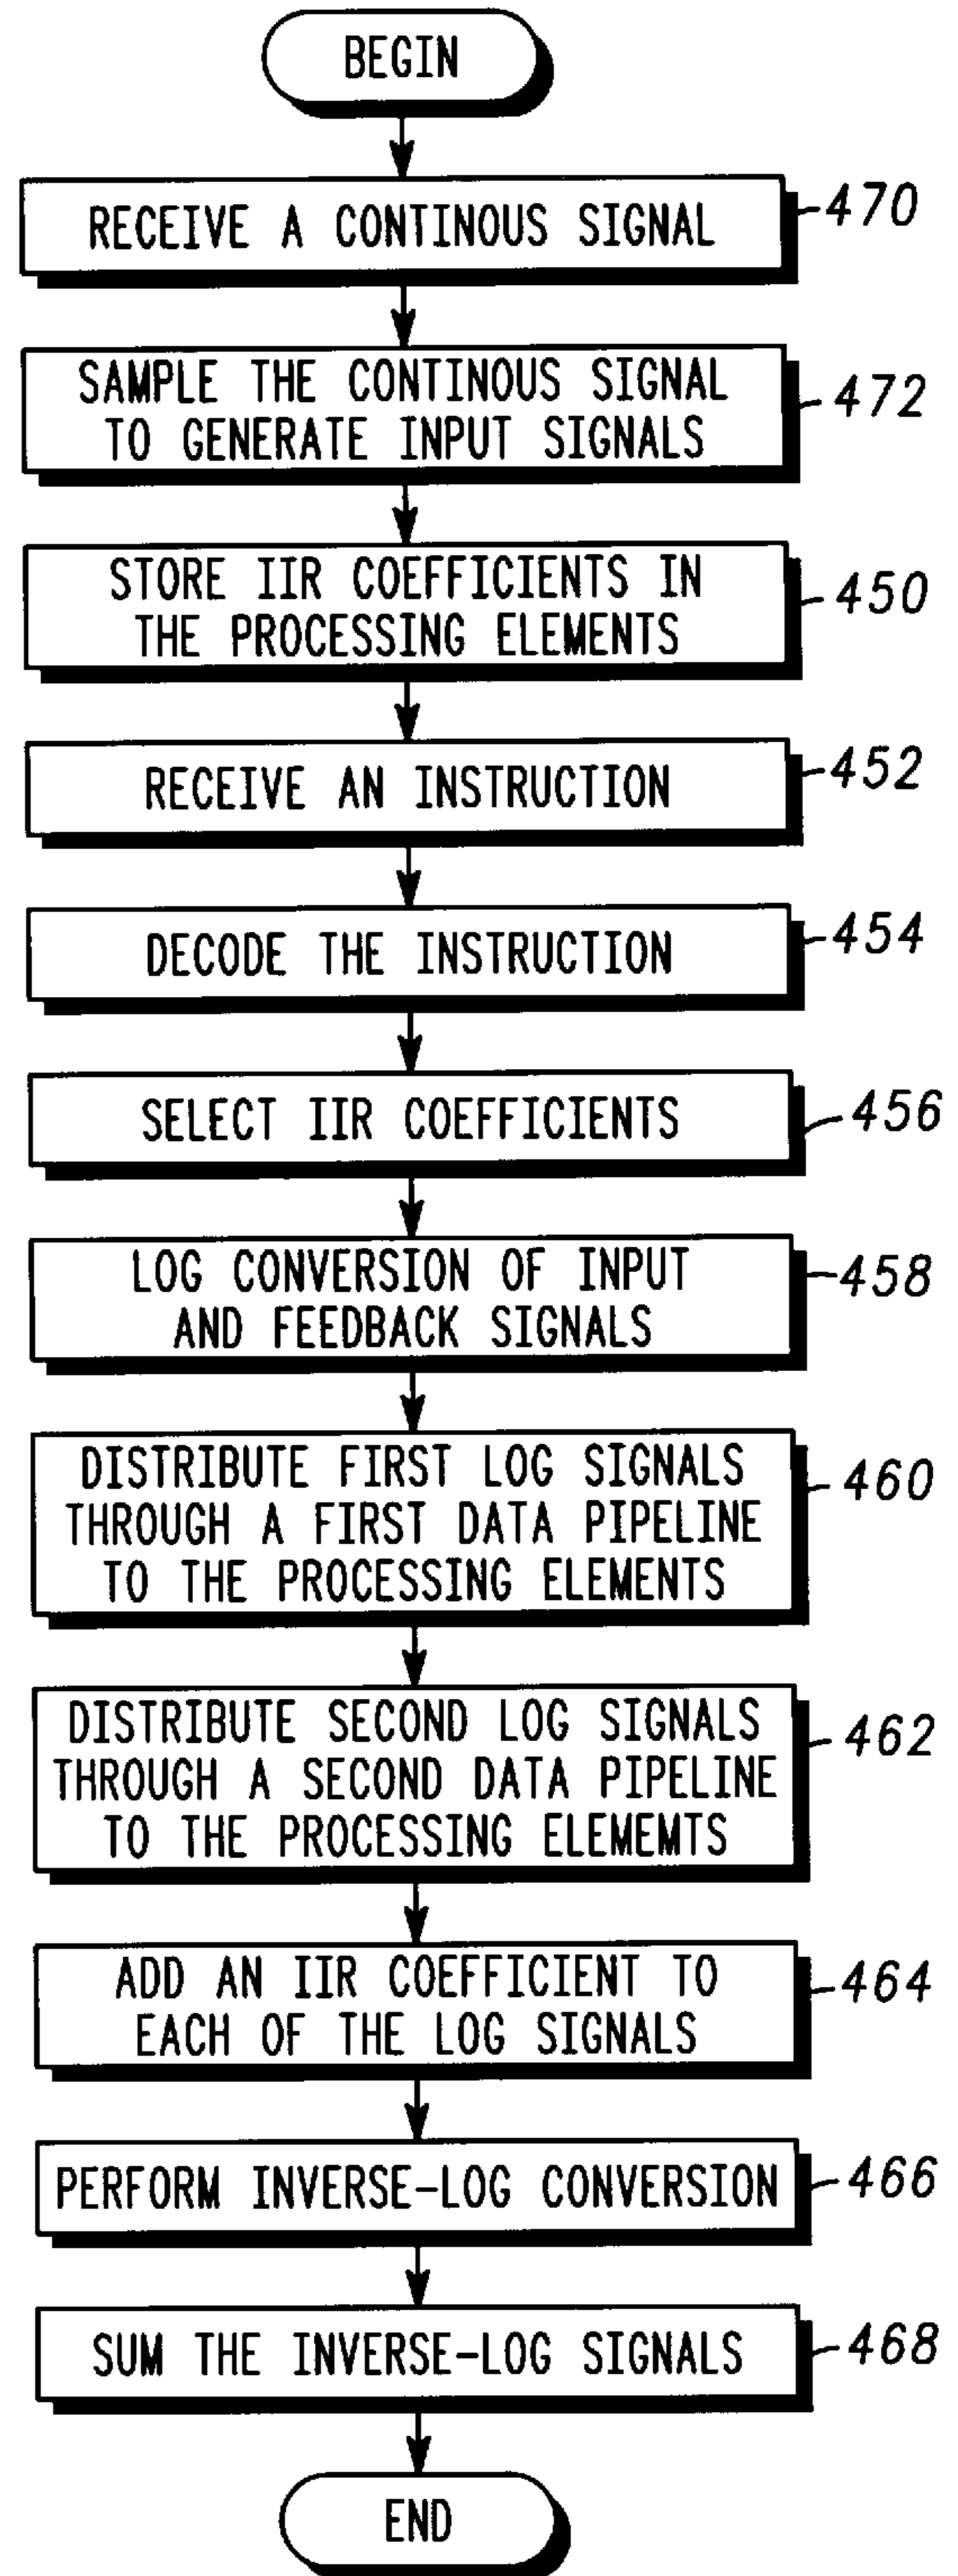 BEGIN
RECEIVE A CONTINOUS SIGNAL
470
SAMPLE THE CONTINOUS SIGNAL
TO GENERATE INPUT SIGNALS
472
STORE IIR COEFFICIENTS IN
THE PROCESSING ELEMENTS
450
RECEIVE AN INSTRUCTION
452
DECODE THE INSTRUCTION
454
SELECT IIR COEFFICIENTS
456
LOG CONVERSION OF INPUT
AND FEEDBACK SIGNALS
458
DISTRIBUTE FIRST LOG SIGNALS
THROUGH A FIRST DATA PIPELINE
TO THE PROCESSING ELEMENTS
460
DISTRIBUTE SECOND LOG SIGNALS
THROUGH A SECOND DATA PIPELINE
TO THE PROCESSING ELEMEMTS
462
ADD AN IIR COEFFICIENT TO
EACH OF THE LOG SIGNALS
464
PERFORM INVERSE-LOG CONVERSION
466
SUM THE INVERSE-LOG SIGNALS
468
END